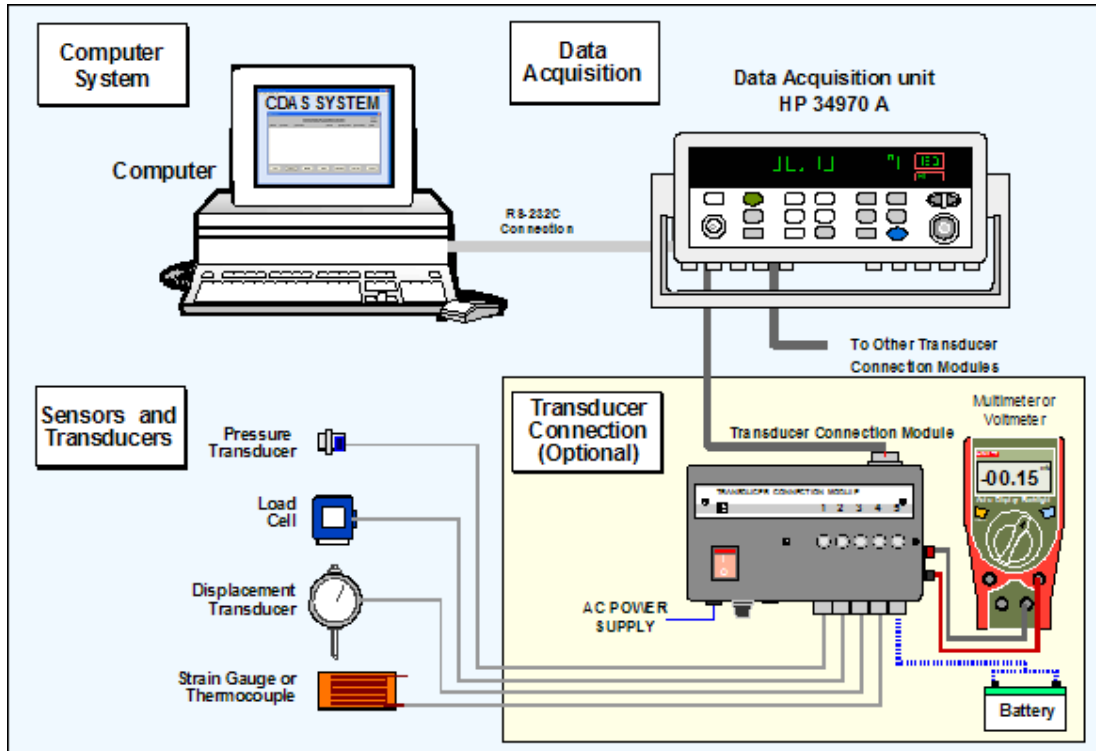 Computer
System
Data
Acquisition
Data Acquisition unit
HP 34970 A
CDAS SYSTEM
Computer
RS-232C
Connection
To Other Transducer
Connection Modules
Sensors and
Transducers
Transducer
Connection
(Optional)
Multimeter or
Voltmeter
Pressure
Transducer
Transducer Connection Module
-00.15
TRANSDUCER CONNECTION MODULE
1 2 3 4 5
Load
Cell
Displacement
Transducer
AC POWER
SUPPLY
Strain Gauge or
Thermocouple
Battery